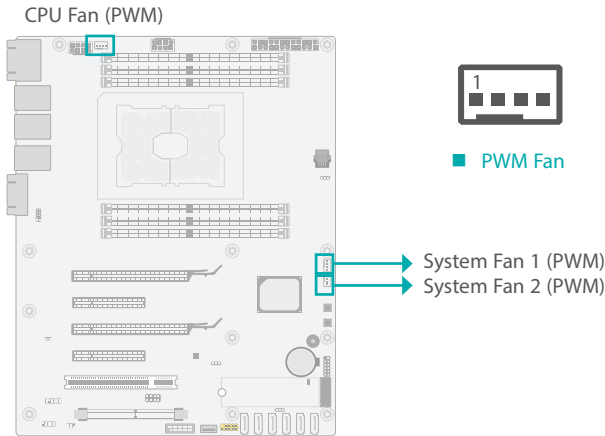 CPU Fan (PWM)
1
PWM Fan
System Fan 1 (PWM)
System Fan 2 (PWM)